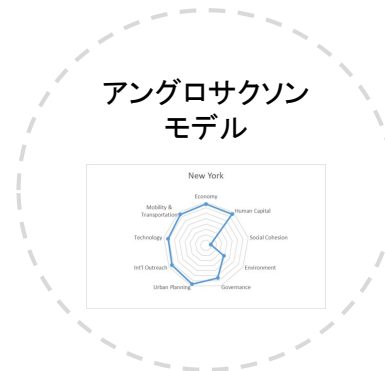 アングロサクソン
モデル
New York
Economy
Human Capital
Social Cohesion
Environment
Governance
Urban Planning
Int'l Outreach
Technology
Mobility &
Transportation